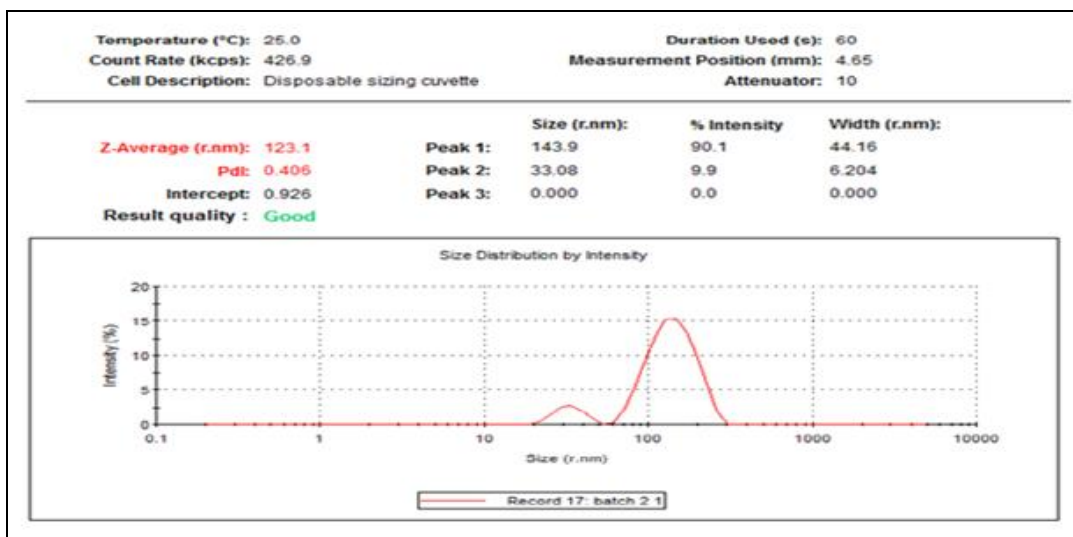 Temperature (°C): 25.0 Duration Used (s): 60
Count Rate (kcps): 426.9 Measurement Position (mm): 4.65
Cell Description: Disposable sizing cuvette Attenuator: 10
Size (r.nm): % Intensity Width (r.nm):
Z-Average (r.nm): 123.1 Peak 1: 143.9 90.1 44.16
PdI: 0.406 Peak 2: 33.08 9.9 6.204
Intercept: 0.926 Peak 3: 0.000 0.0 0.000
Result quality : Good
Size Distribution by Intensity
20
15
10
5
0
Intensity (%)
0.1 1 10 100 1000 10000
Size (r.nm)
Record 17: batch 2 1